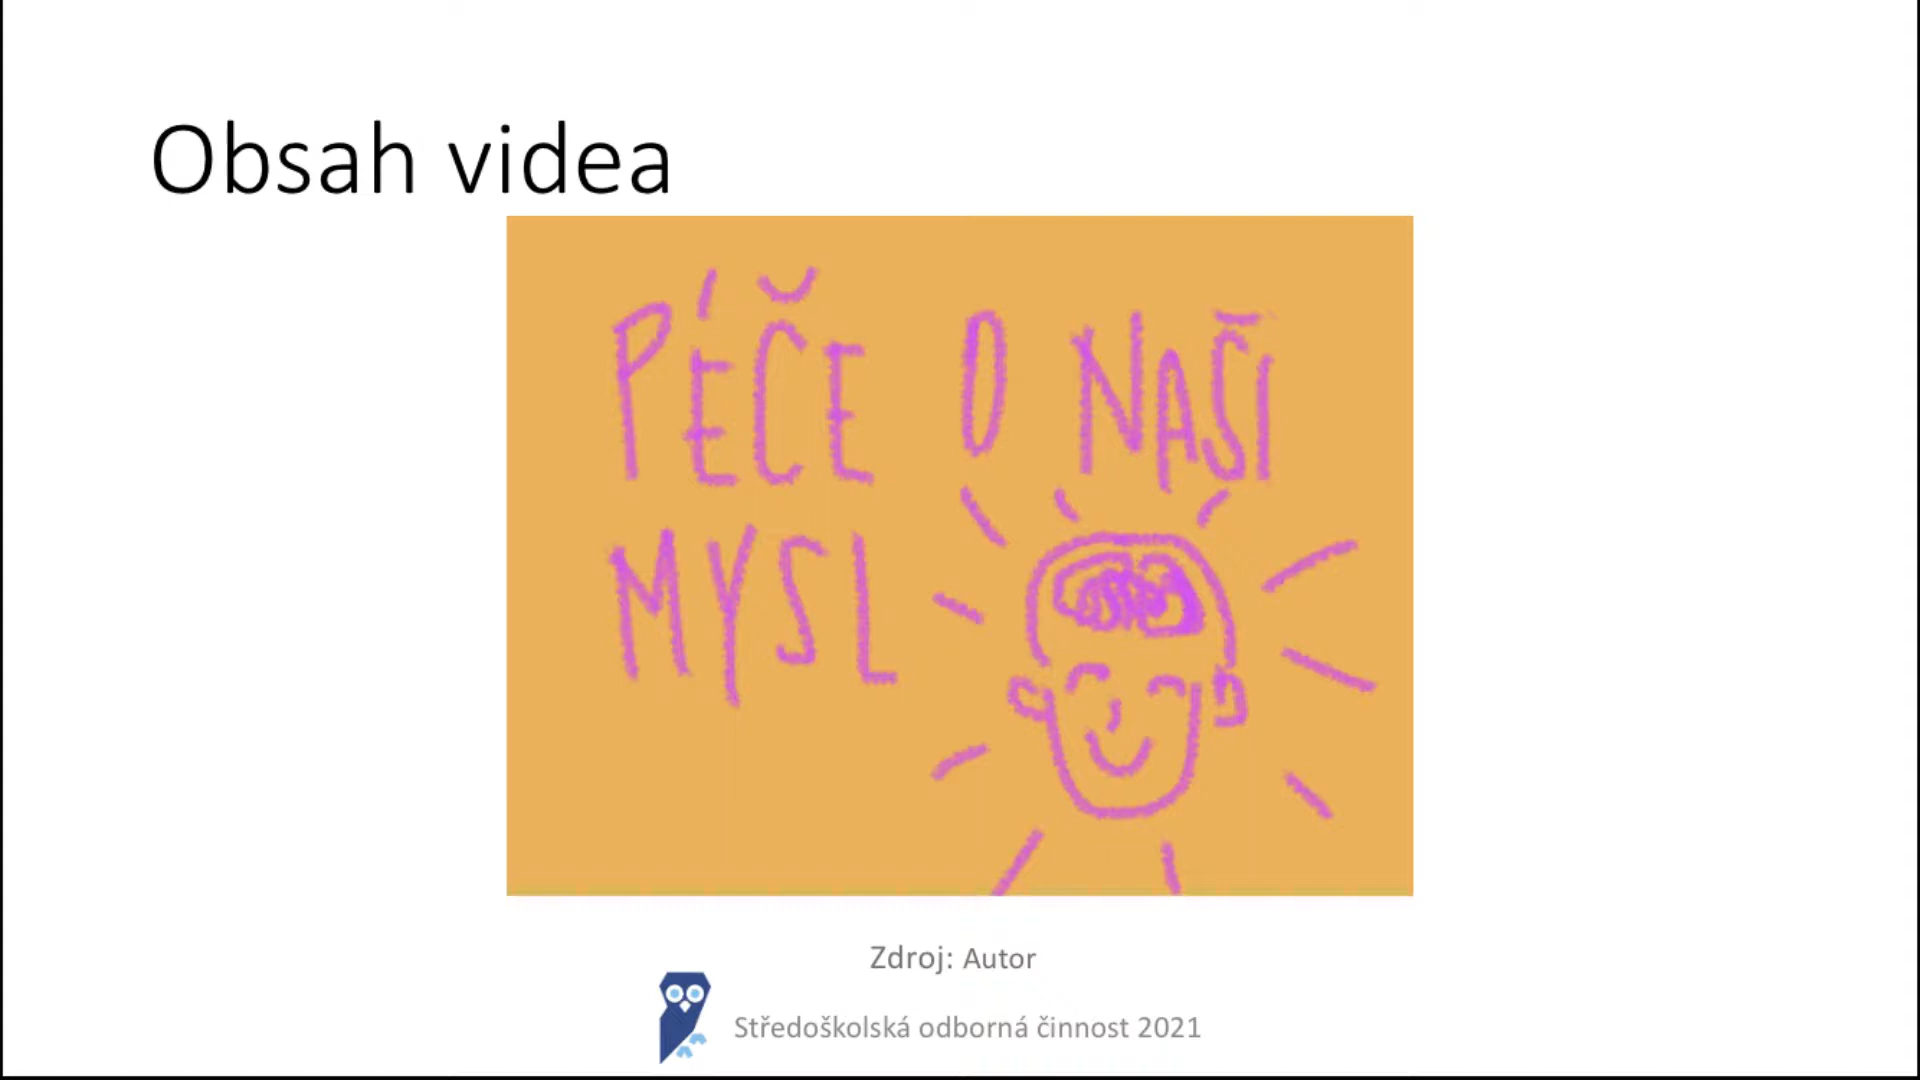 Obsah videa
PÉČE O NAŠI
MYSL
Zdroj: Autor
Středoškolská odborná činnost 2021